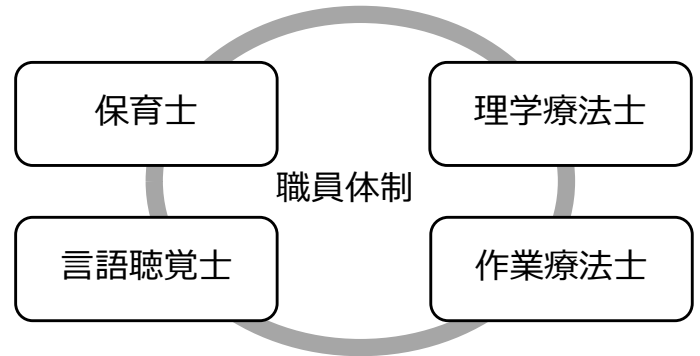 保育士
理学療法士
職員体制
言語聴覚士
作業療法士